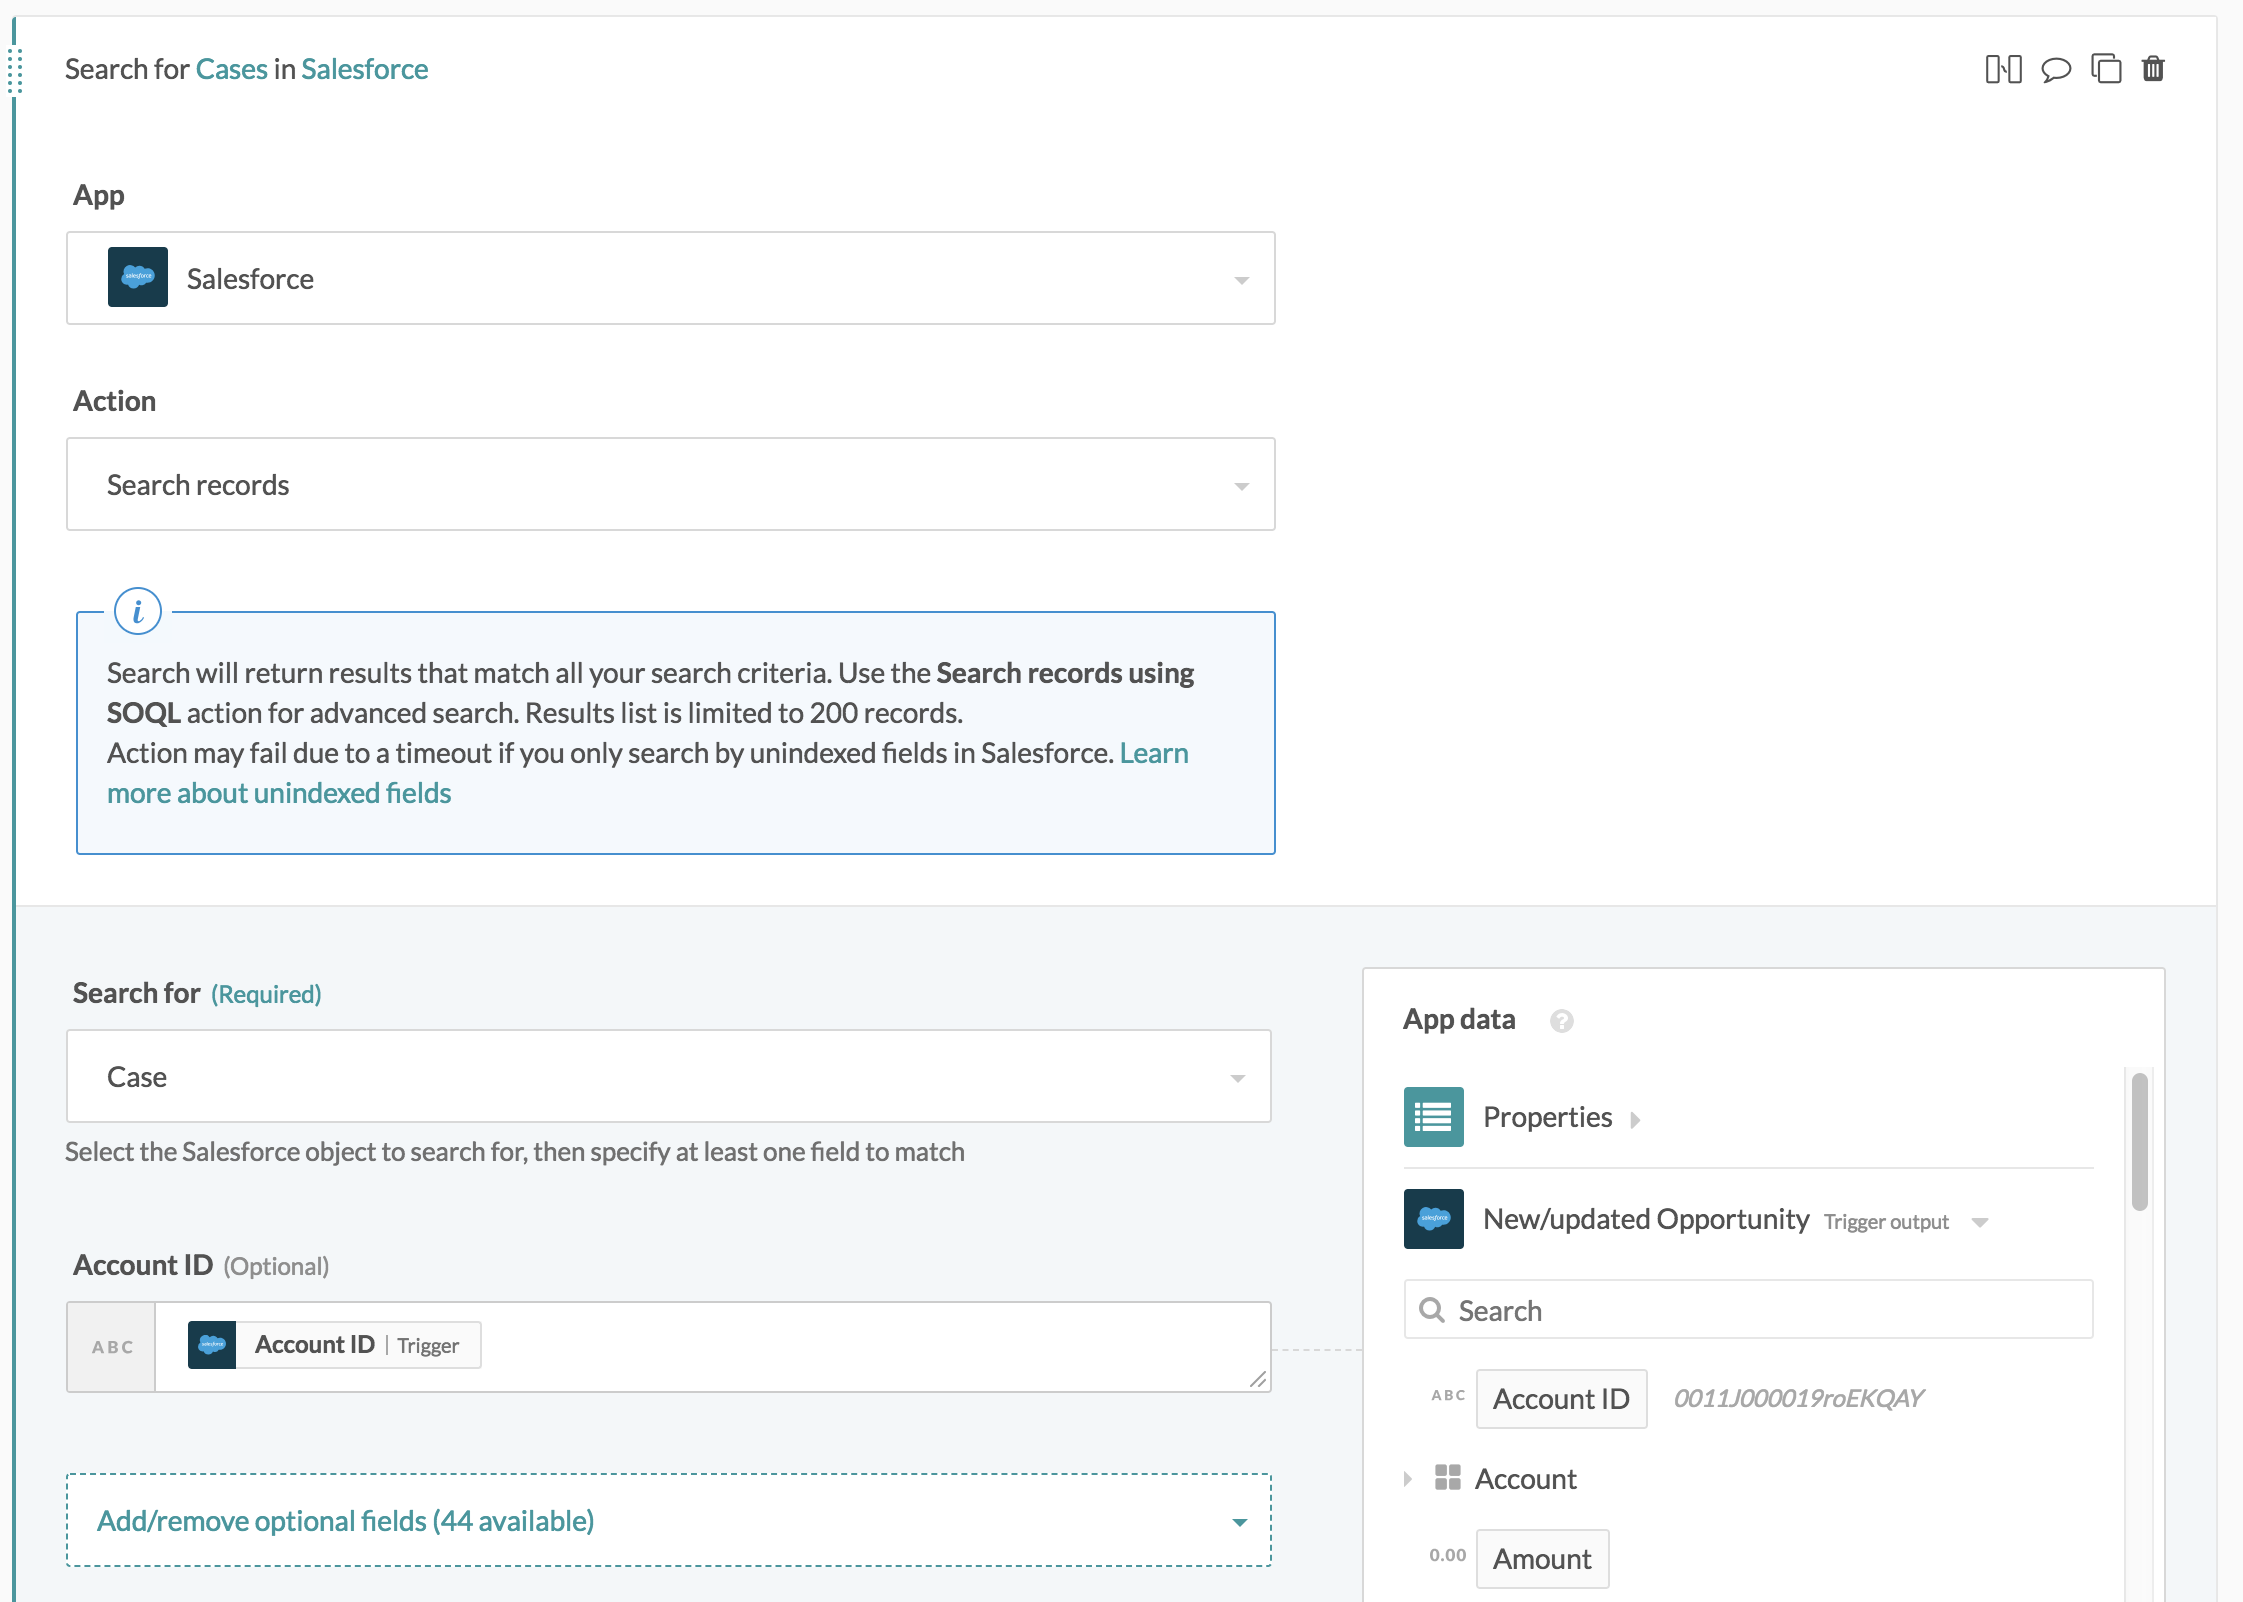 Search for Cases in Salesforce
App
salesforce
Salesforce
Action
Search records
i
Search will return results that match all your search criteria. Use the Search records using
SOQL action for advanced search. Results list is limited to 200 records.
Action may fail due to a timeout if you only search by unindexed fields in Salesforce. Learn
more about unindexed fields
Search for (Required)
Case
Select the Salesforce object to search for, then specify at least one field to match
Account ID (Optional)
ABC
salesforce
Account ID | Trigger
Add/remove optional fields (44 available)
App data ?
Properties
salesforce
New/updated Opportunity Trigger output
Search
ABC Account ID 0011J000019roEKQAY
Account
0.00 Amount